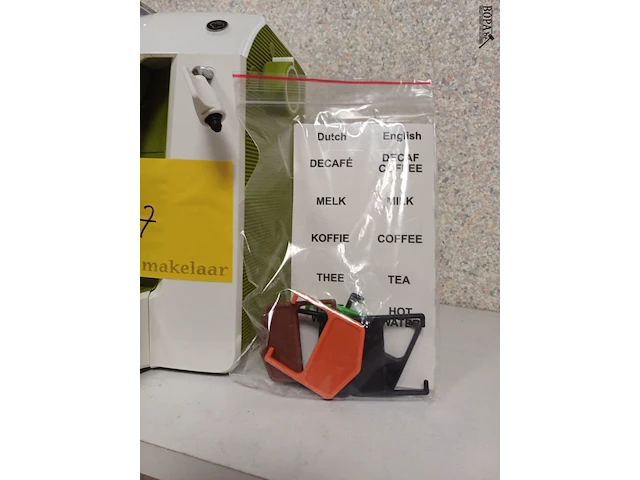 BOPA
Dutch English
DECAFÉ DECAF COFFEE
MELK MILK
KOFFIE COFFEE
THEE TEA
HOT WATER
7
makelaar